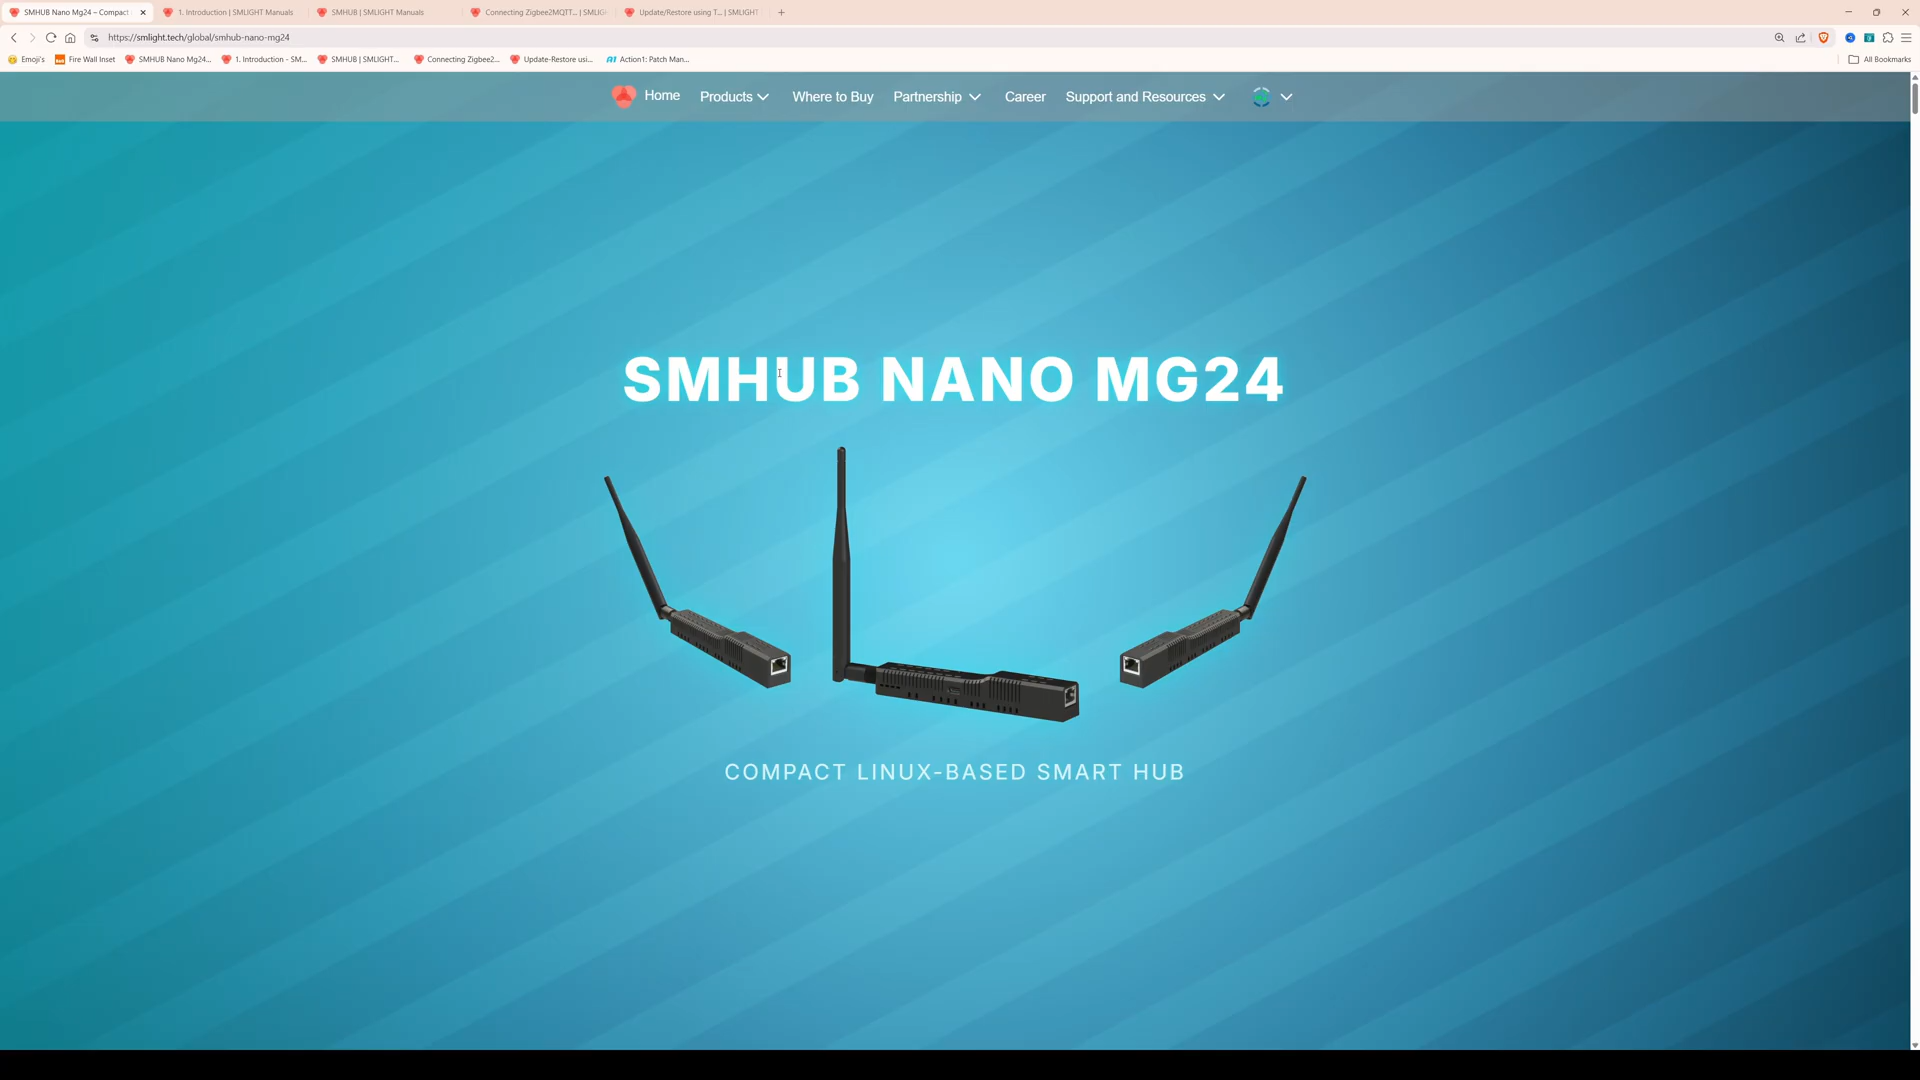 SMHUB Nano Mg24 – Compact
1. Introduction | SMLIGHT Manuals
SMHUB | SMLIGHT Manuals
Connecting Zigbee2MQTT... | SMLIG
Update/Restore using T... | SMLIGHT
https://smlight.tech/global/smhub-nano-mg24
Emoji's
Fire Wall Inset
SMHUB Nano Mg24...
1. Introduction - SM...
SMHUB | SMLIGHT...
Connecting Zigbee2...
Update-Restore usi...
Action1: Patch Man...
All Bookmarks
Home
Products
Where to Buy
Partnership
Career
Support and Resources
SMHUB NANO MG24
COMPACT LINUX-BASED SMART HUB